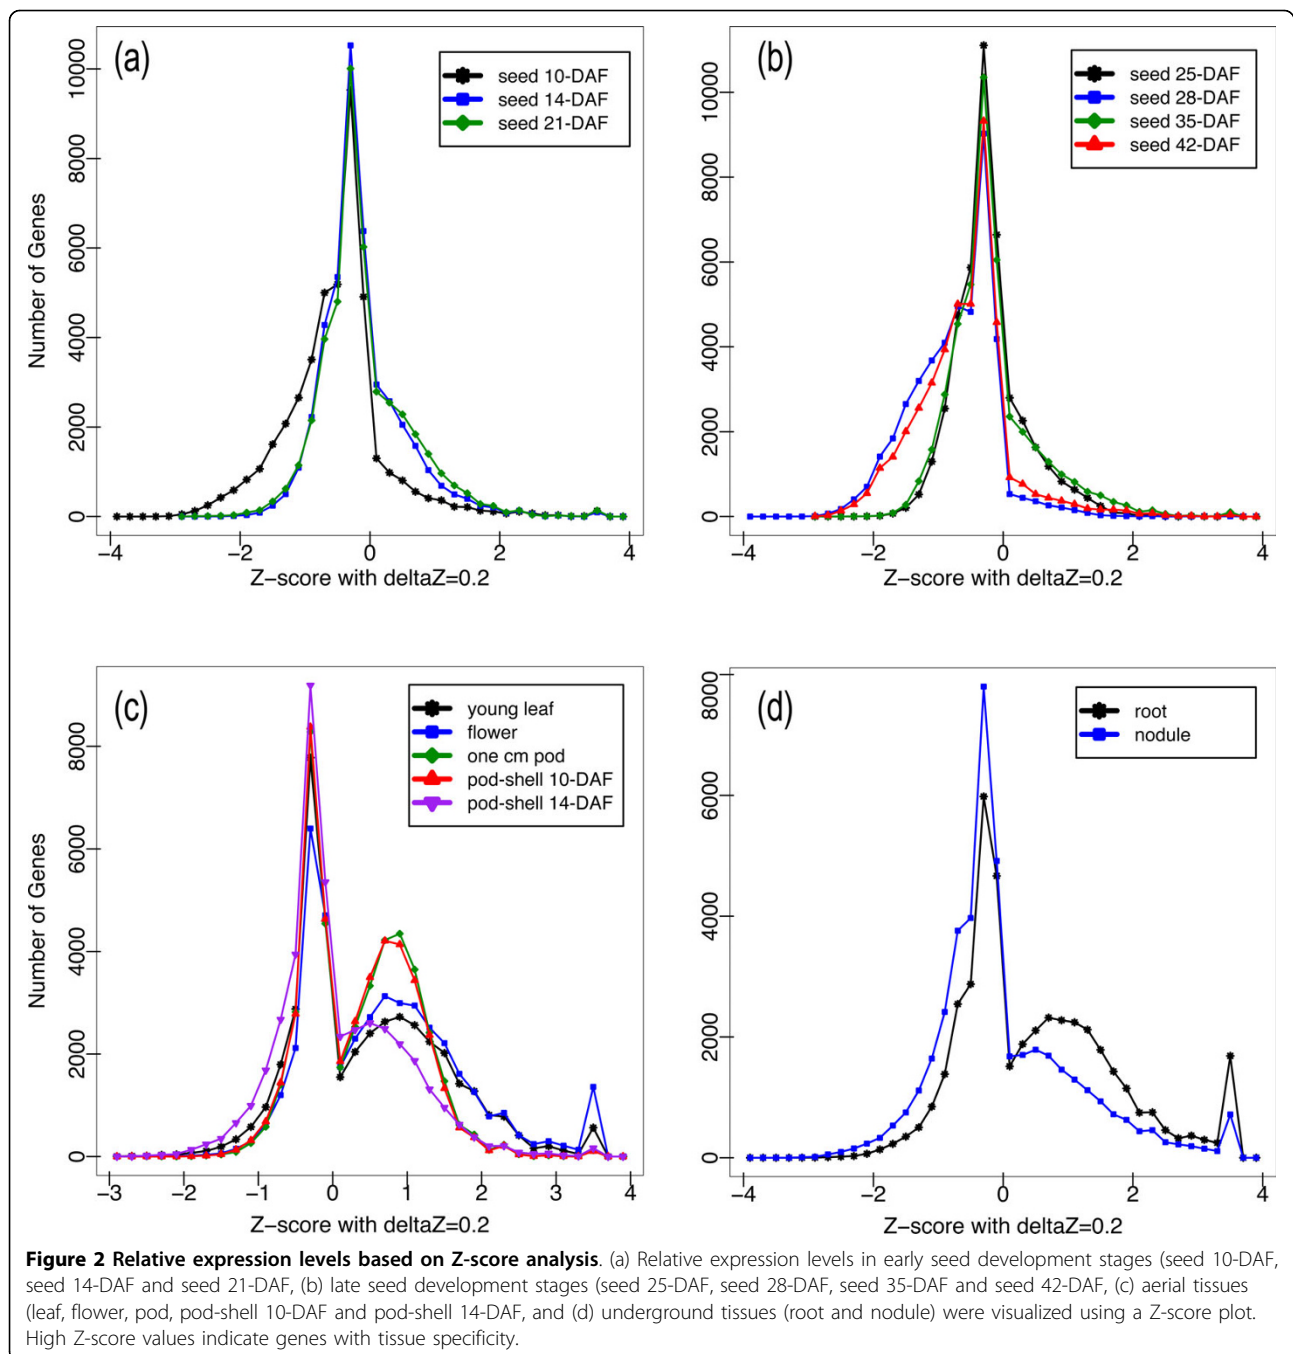 (a)
seed 10-DAF
seed 14-DAF
seed 21-DAF
Number of Genes
0 2000 4000 6000 8000 10000
−4 −2 0 2 4
Z−score with deltaZ=0.2
(b)
seed 25-DAF
seed 28-DAF
seed 35-DAF
seed 42-DAF
0 2000 4000 6000 8000 10000
−4 −2 0 2 4
Z−score with deltaZ=0.2
(c)
young leaf
flower
one cm pod
pod-shell 10-DAF
pod-shell 14-DAF
Number of Genes
0 2000 4000 6000 8000
−3 −2 −1 0 1 2 3 4
Z−score with deltaZ=0.2
(d)
root
nodule
0 2000 4000 6000 8000
−4 −2 0 2 4
Z−score with deltaZ=0.2
Figure 2 Relative expression levels based on Z-score analysis. (a) Relative expression levels in early seed development stages (seed 10-DAF,
seed 14-DAF and seed 21-DAF, (b) late seed development stages (seed 25-DAF, seed 28-DAF, seed 35-DAF and seed 42-DAF, (c) aerial tissues
(leaf, flower, pod, pod-shell 10-DAF and pod-shell 14-DAF, and (d) underground tissues (root and nodule) were visualized using a Z-score plot.
High Z-score values indicate genes with tissue specificity.